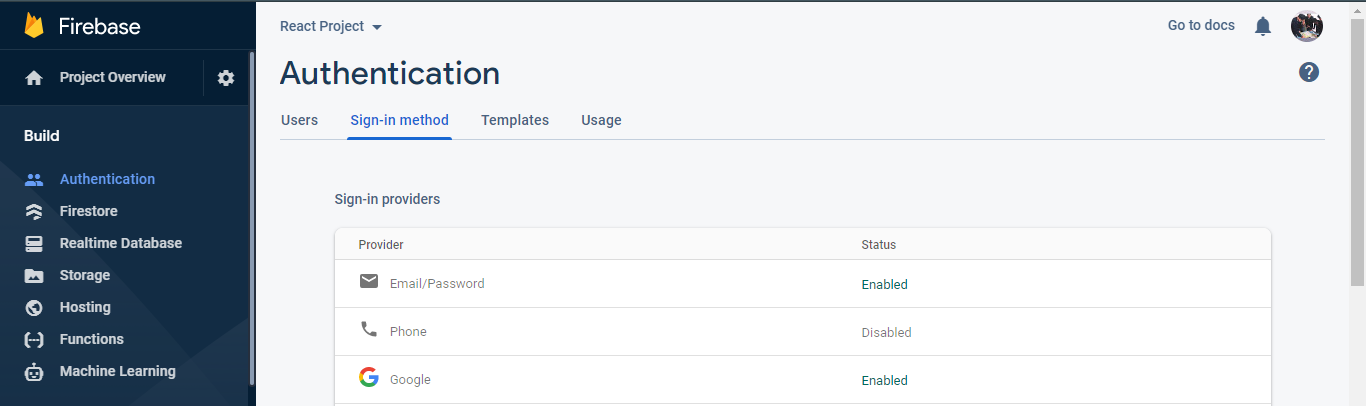 Firebase
Project Overview
Build
Authentication
Firestore
Realtime Database
Storage
Hosting
Functions
Machine Learning
React Project
Go to docs
Authentication
Users Sign-in method Templates Usage
Sign-in providers
Provider Status
Email/Password Enabled
Phone Disabled
Google Enabled